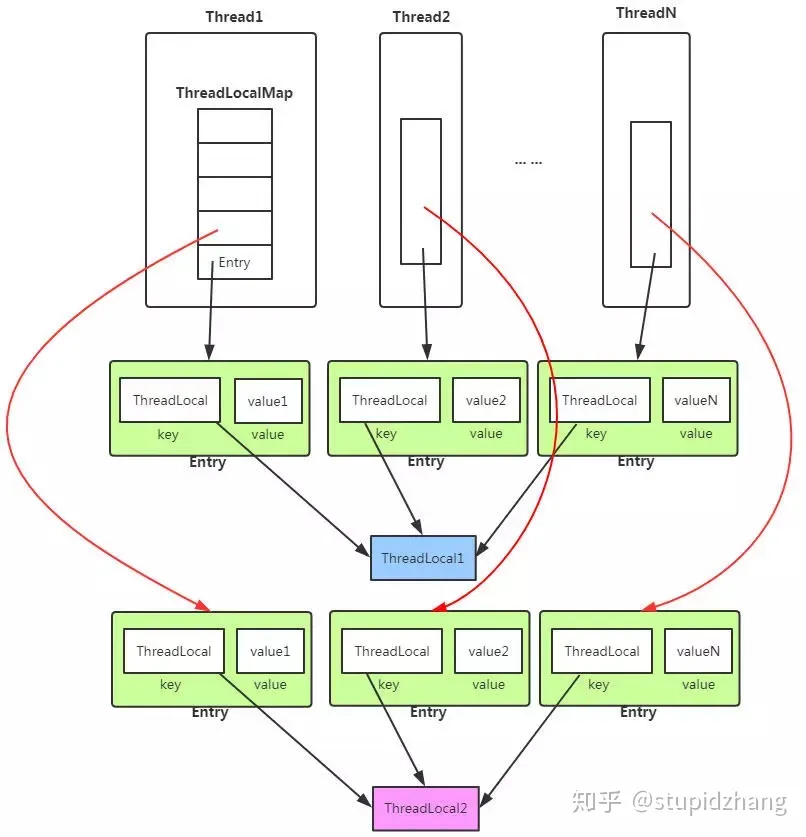 Thread1 Thread2 ThreadN
ThreadLocalMap
... ...
Entry
ThreadLocal value1 ThreadLocal value2 ThreadLocal valueN
key value key value key value
Entry Entry Entry
ThreadLocal1
ThreadLocal value1 ThreadLocal value2 ThreadLocal valueN
key value key value key value
Entry Entry Entry
ThreadLocal2
知乎 @stupidzhang